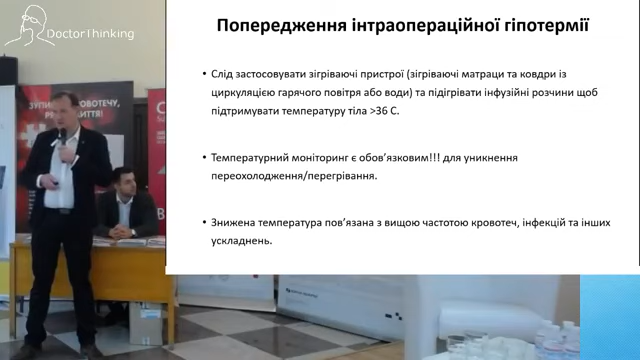 DoctorThinking
Попередження інтраопераційної гіпотермії
• Слід застосовувати зігріваючі пристрої (зігріваючі матраци та ковдри із
циркуляцією гарячого повітря або води) та підігрівати інфузійні розчини щоб
підтримувати температуру тіла >36 С.
• Температурний моніторинг є обов’язковим!!! для уникнення
переохолодження/перегрівання.
• Знижена температура пов’язана з вищою частотою кровотеч, інфекцій та інших
ускладнень.